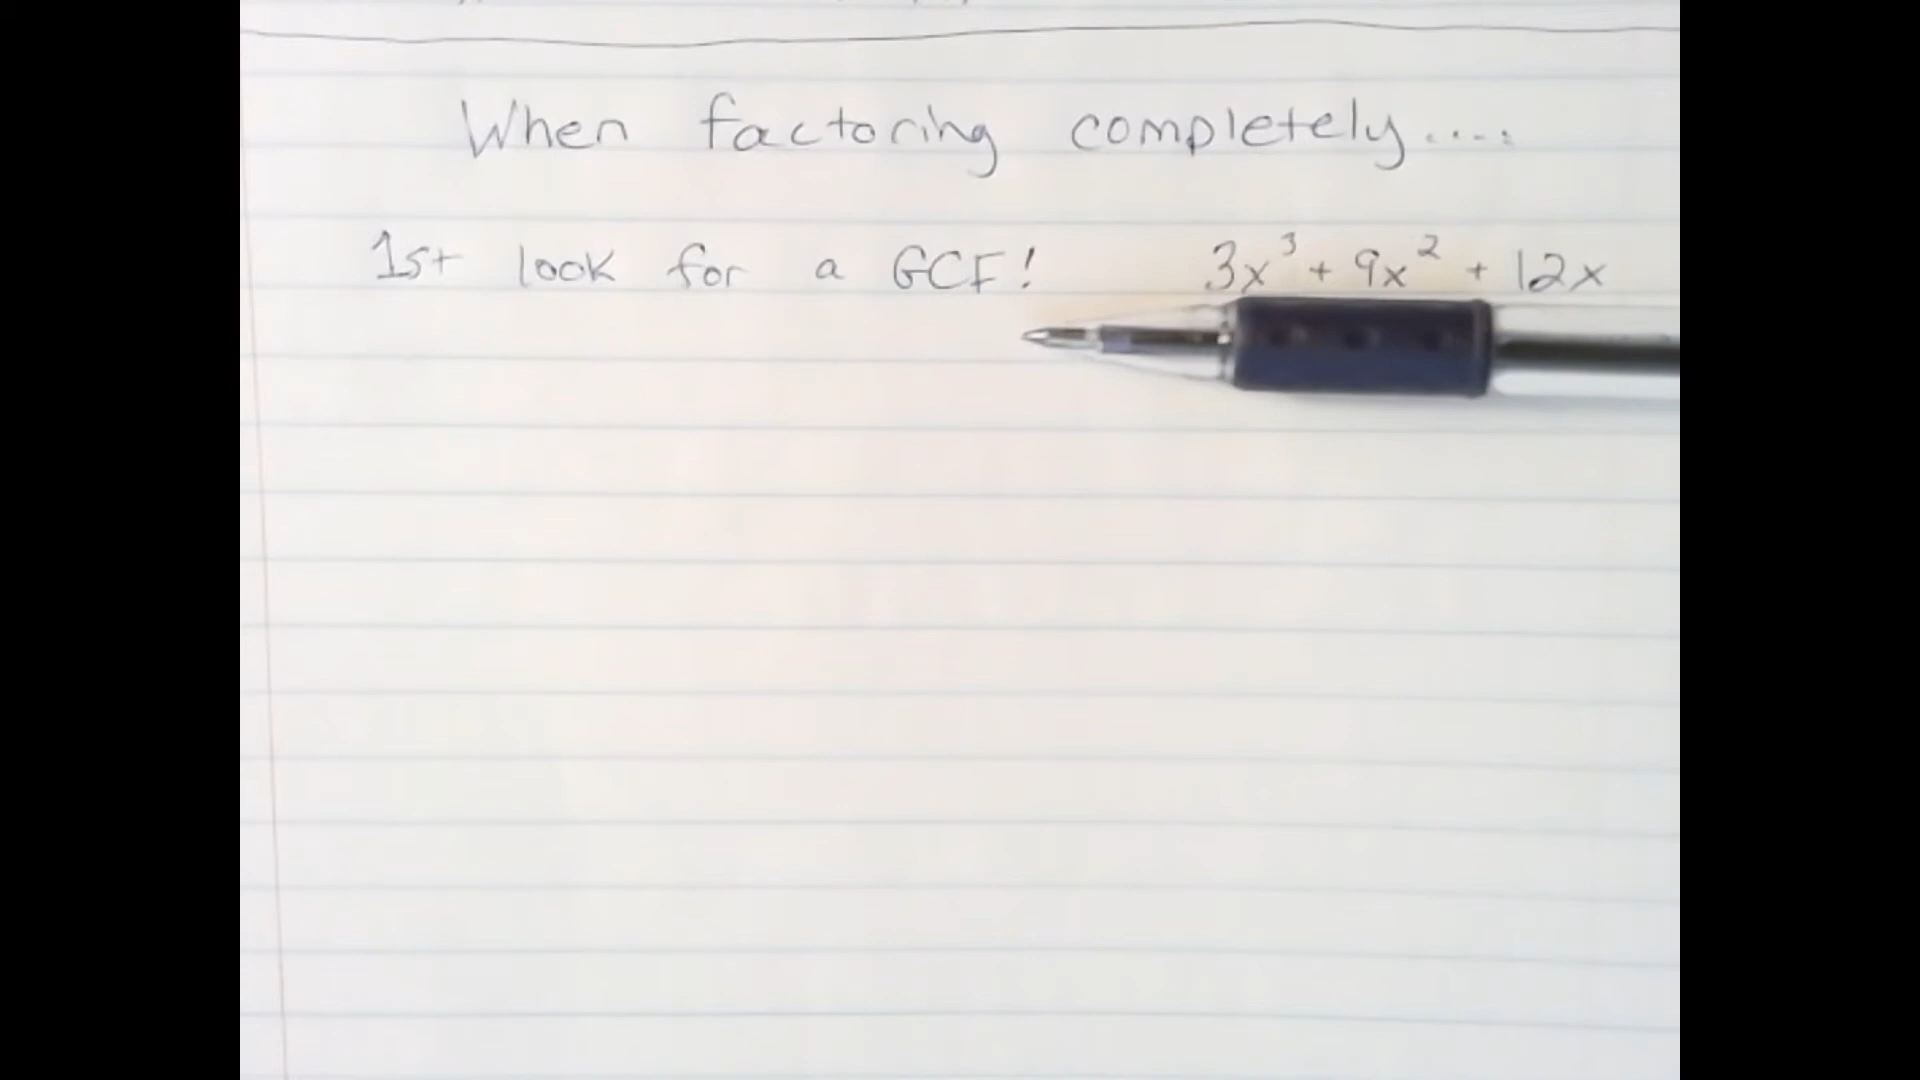 When factoring completely....
1st look for a GCF! 3x³ + 9x² + 12x